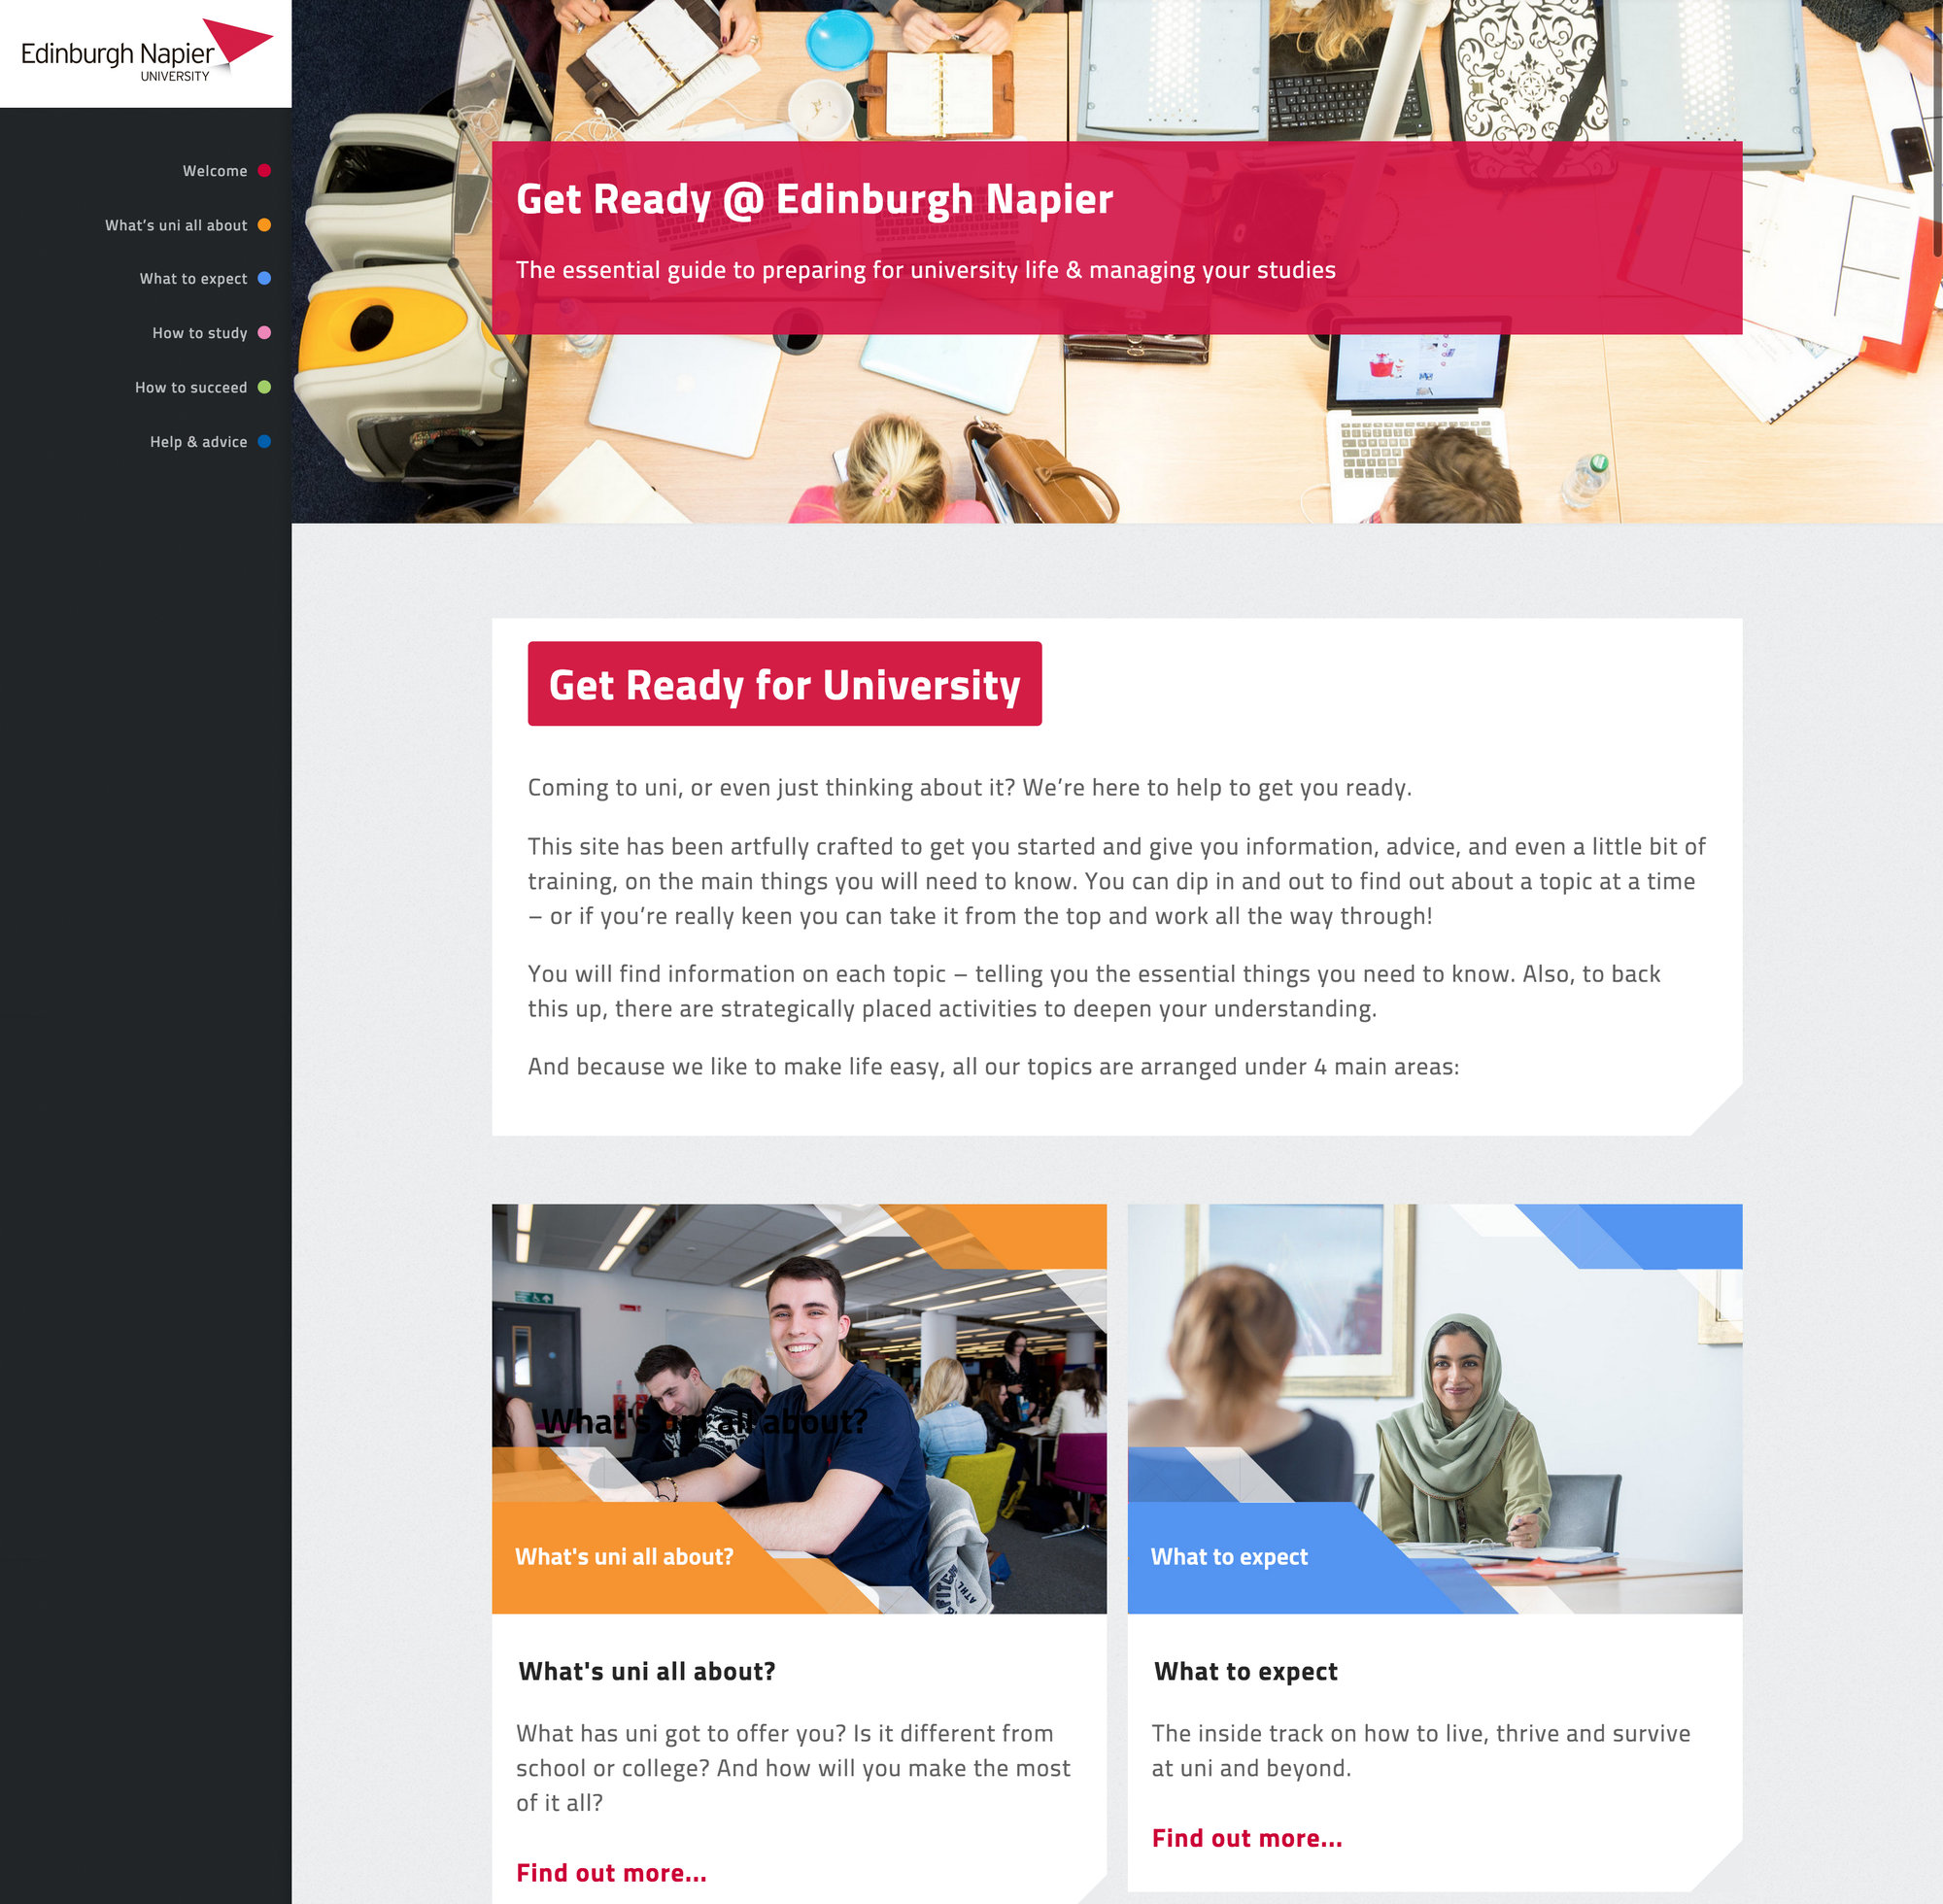 Edinburgh Napier
UNIVERSITY
Welcome
What's uni all about
What to expect
How to study
How to succeed
Help & advice
Get Ready @ Edinburgh Napier
The essential guide to preparing for university life & managing your studies
Get Ready for University
Coming to uni, or even just thinking about it? We're here to help to get you ready.
This site has been artfully crafted to get you started and give you information, advice, and even a little bit of
training, on the main things you will need to know. You can dip in and out to find out about a topic at a time
– or if you're really keen you can take it from the top and work all the way through!
You will find information on each topic – telling you the essential things you need to know. Also, to back
this up, there are strategically placed activities to deepen your understanding.
And because we like to make life easy, all our topics are arranged under 4 main areas:
What's uni all about?
What's uni all about?
What's uni all about?
What has uni got to offer you? Is it different from
school or college? And how will you make the most
of it all?
Find out more...
What to expect
What to expect
The inside track on how to live, thrive and survive
at uni and beyond.
Find out more...